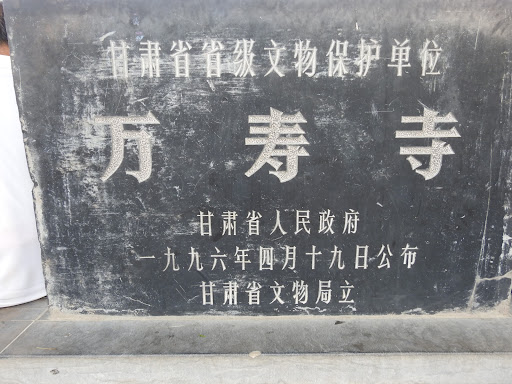 甘肃省省级文物保护单位
万寿寺
甘肃省人民政府
一九九六年四月十九日公布
甘肃省文物局立